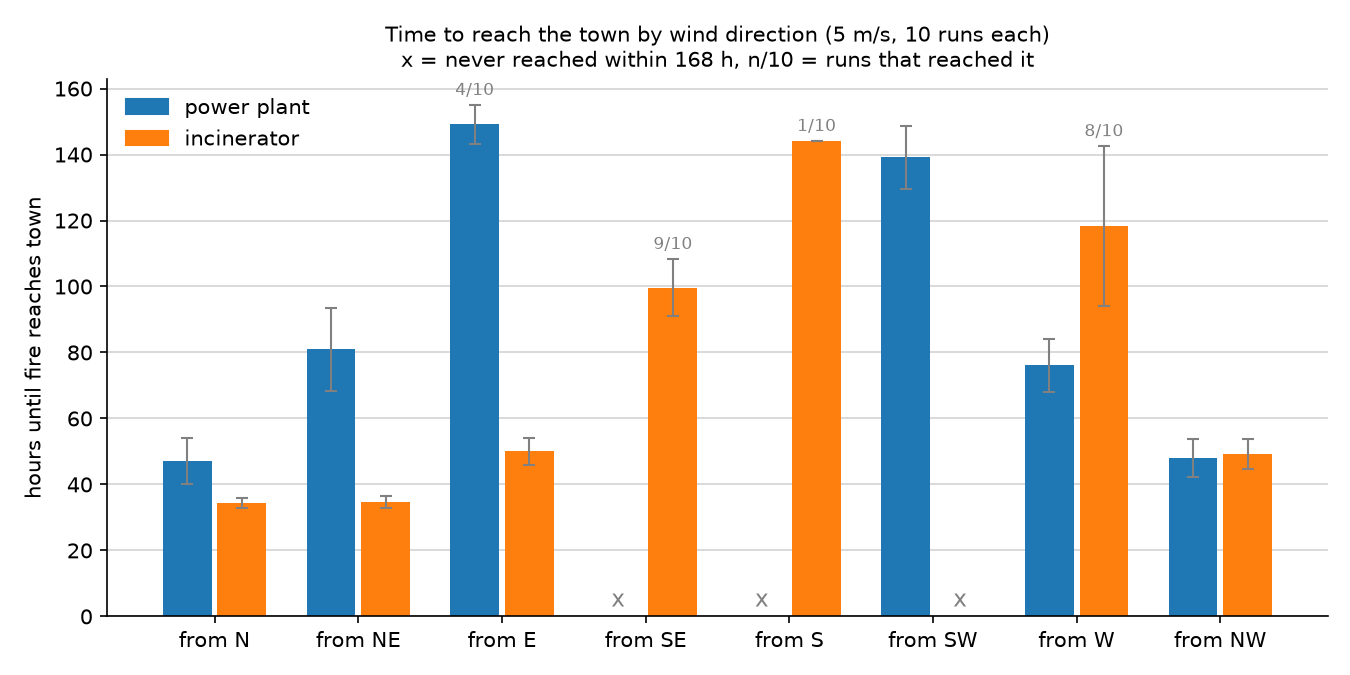 Time to reach the town by wind direction (5 m/s, 10 runs each)
x = never reached within 168 h, n/10 = runs that reached it
power plant
incinerator
hours until fire reaches town
160
140
120
100
80
60
40
20
0
4/10
9/10
1/10
8/10
x
x
x
from N
from NE
from E
from SE
from S
from SW
from W
from NW